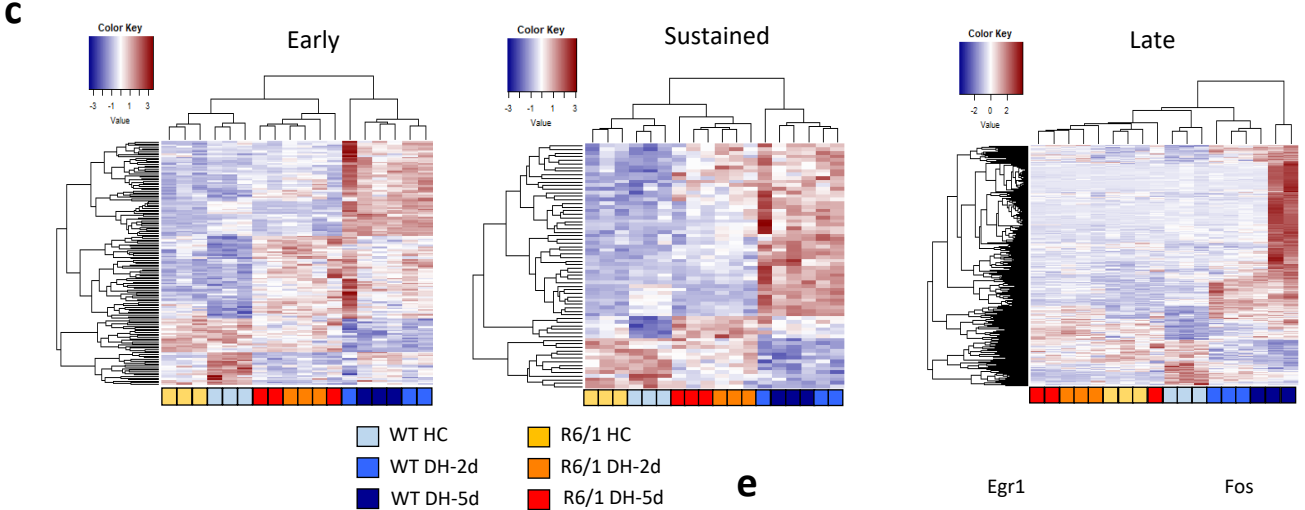 c
Early
Sustained
Late
Color Key
-3 -1 1 3
Value
Color Key
-3 -1 1 3
Value
Color Key
-2 0 2
Value
WT HC
R6/1 HC
WT DH-2d
R6/1 DH-2d
WT DH-5d
R6/1 DH-5d
e
Egr1
Fos